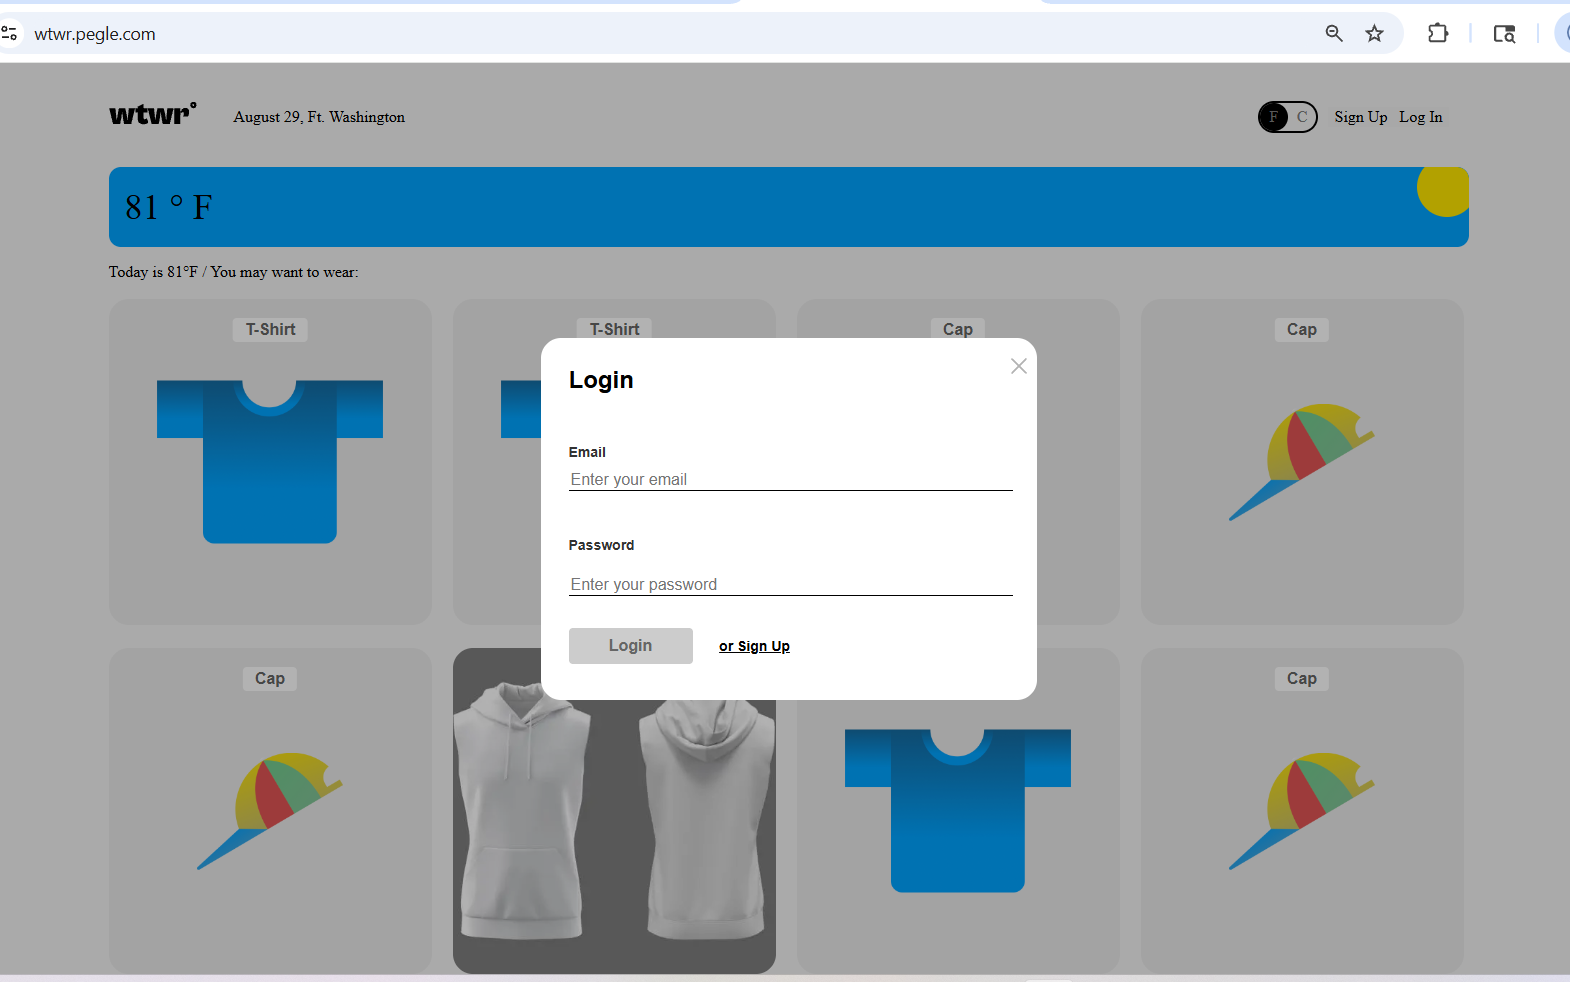 wtwr.pegle.com
wtwr°
August 29, Ft. Washington
F C
Sign Up Log In
81 ° F
Today is 81°F / You may want to wear:
T-Shirt
T-Shirt
Cap
Cap
Login
Email
Enter your email
Password
Enter your password
Login
or Sign Up
Cap
Cap